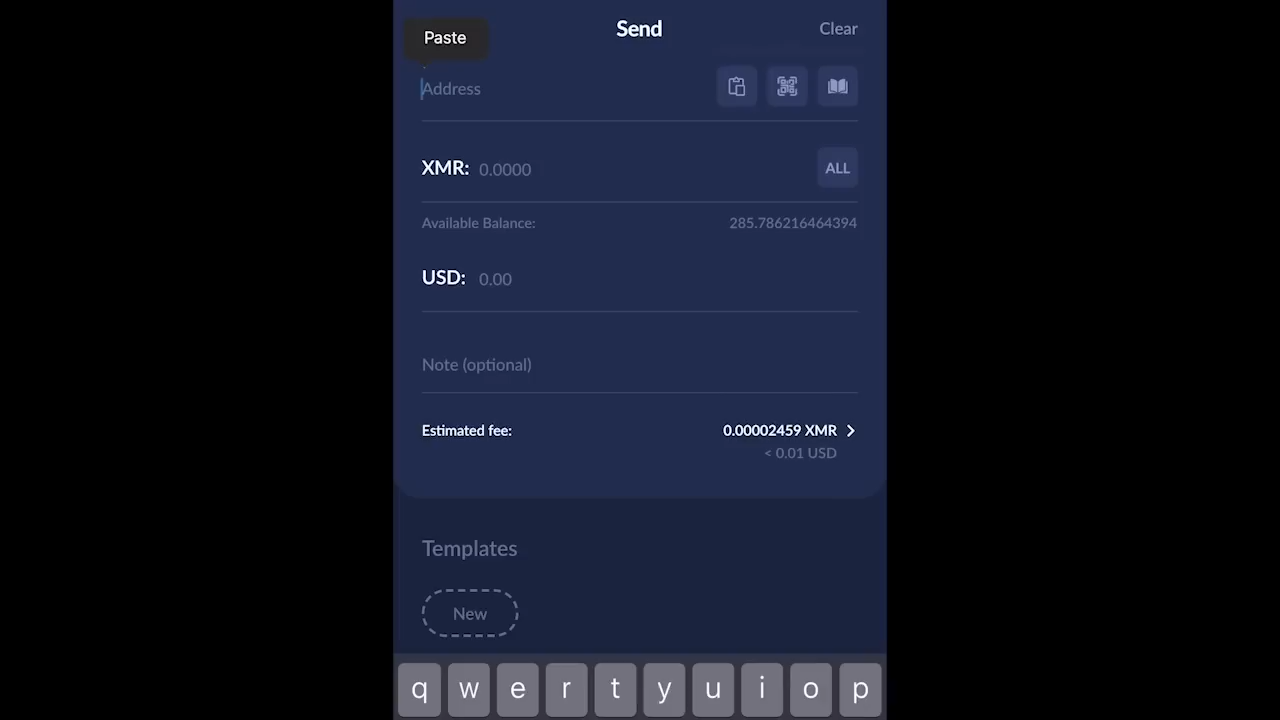 Paste
Send
Clear
Address
XMR: 0.0000
ALL
Available Balance: 285.786216464394
USD: 0.00
Note (optional)
Estimated fee: 0.00002459 XMR
< 0.01 USD
Templates
New
q w e r t y u i o p